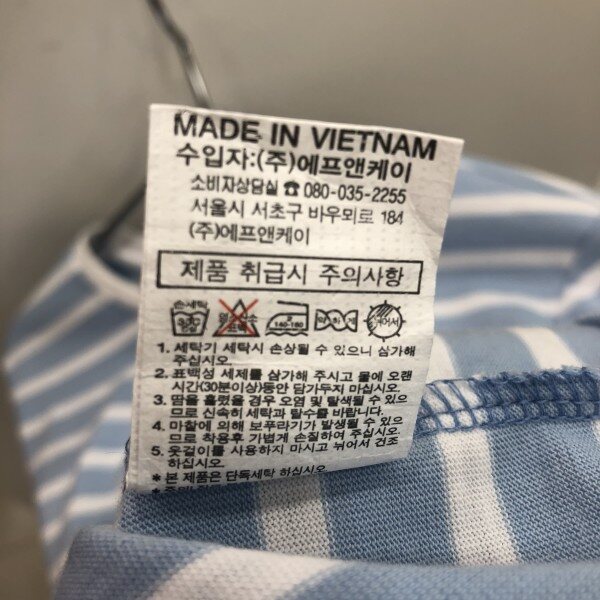 MADE IN VIETNAM
수입자:(주)에프앤케이
소비자상담실 ☎ 080-035-2255
서울시 서초구 바우뫼로 184
(주)에프앤케이
제품 취급시 주의사항
손세탁
1. 세탁기 세탁시 손상될 수 있으니 삼가해
주십시오.
2. 표백성 세제를 삼가해 주시고 물에 오랜
시간(30분이상)동안 담가두지 마십시오.
3. 땀을 흘렸을 경우 오염 및 탈색될 수 있으
므로 신속히 세탁과 탈수를 바랍니다.
4. 마찰에 의해 보푸라기가 발생될 수 있으
므로 착용후 가볍게 손질하여 주십시오.
5. 옷걸이를 사용하지 마시고 뉘어서 건조
하십시오.
* 본 제품은 단독세탁 하십시오.